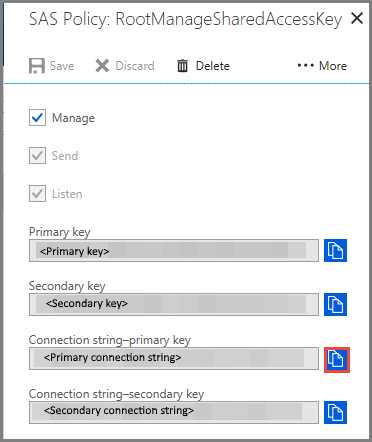 SAS Policy: RootManageSharedAccessKey
Save Discard Delete ··· More
Manage
Send
Listen
Primary key
<Primary key>
Secondary key
<Secondary key>
Connection string–primary key
<Primary connection string>
Connection string–secondary key
<Secondary connection string>